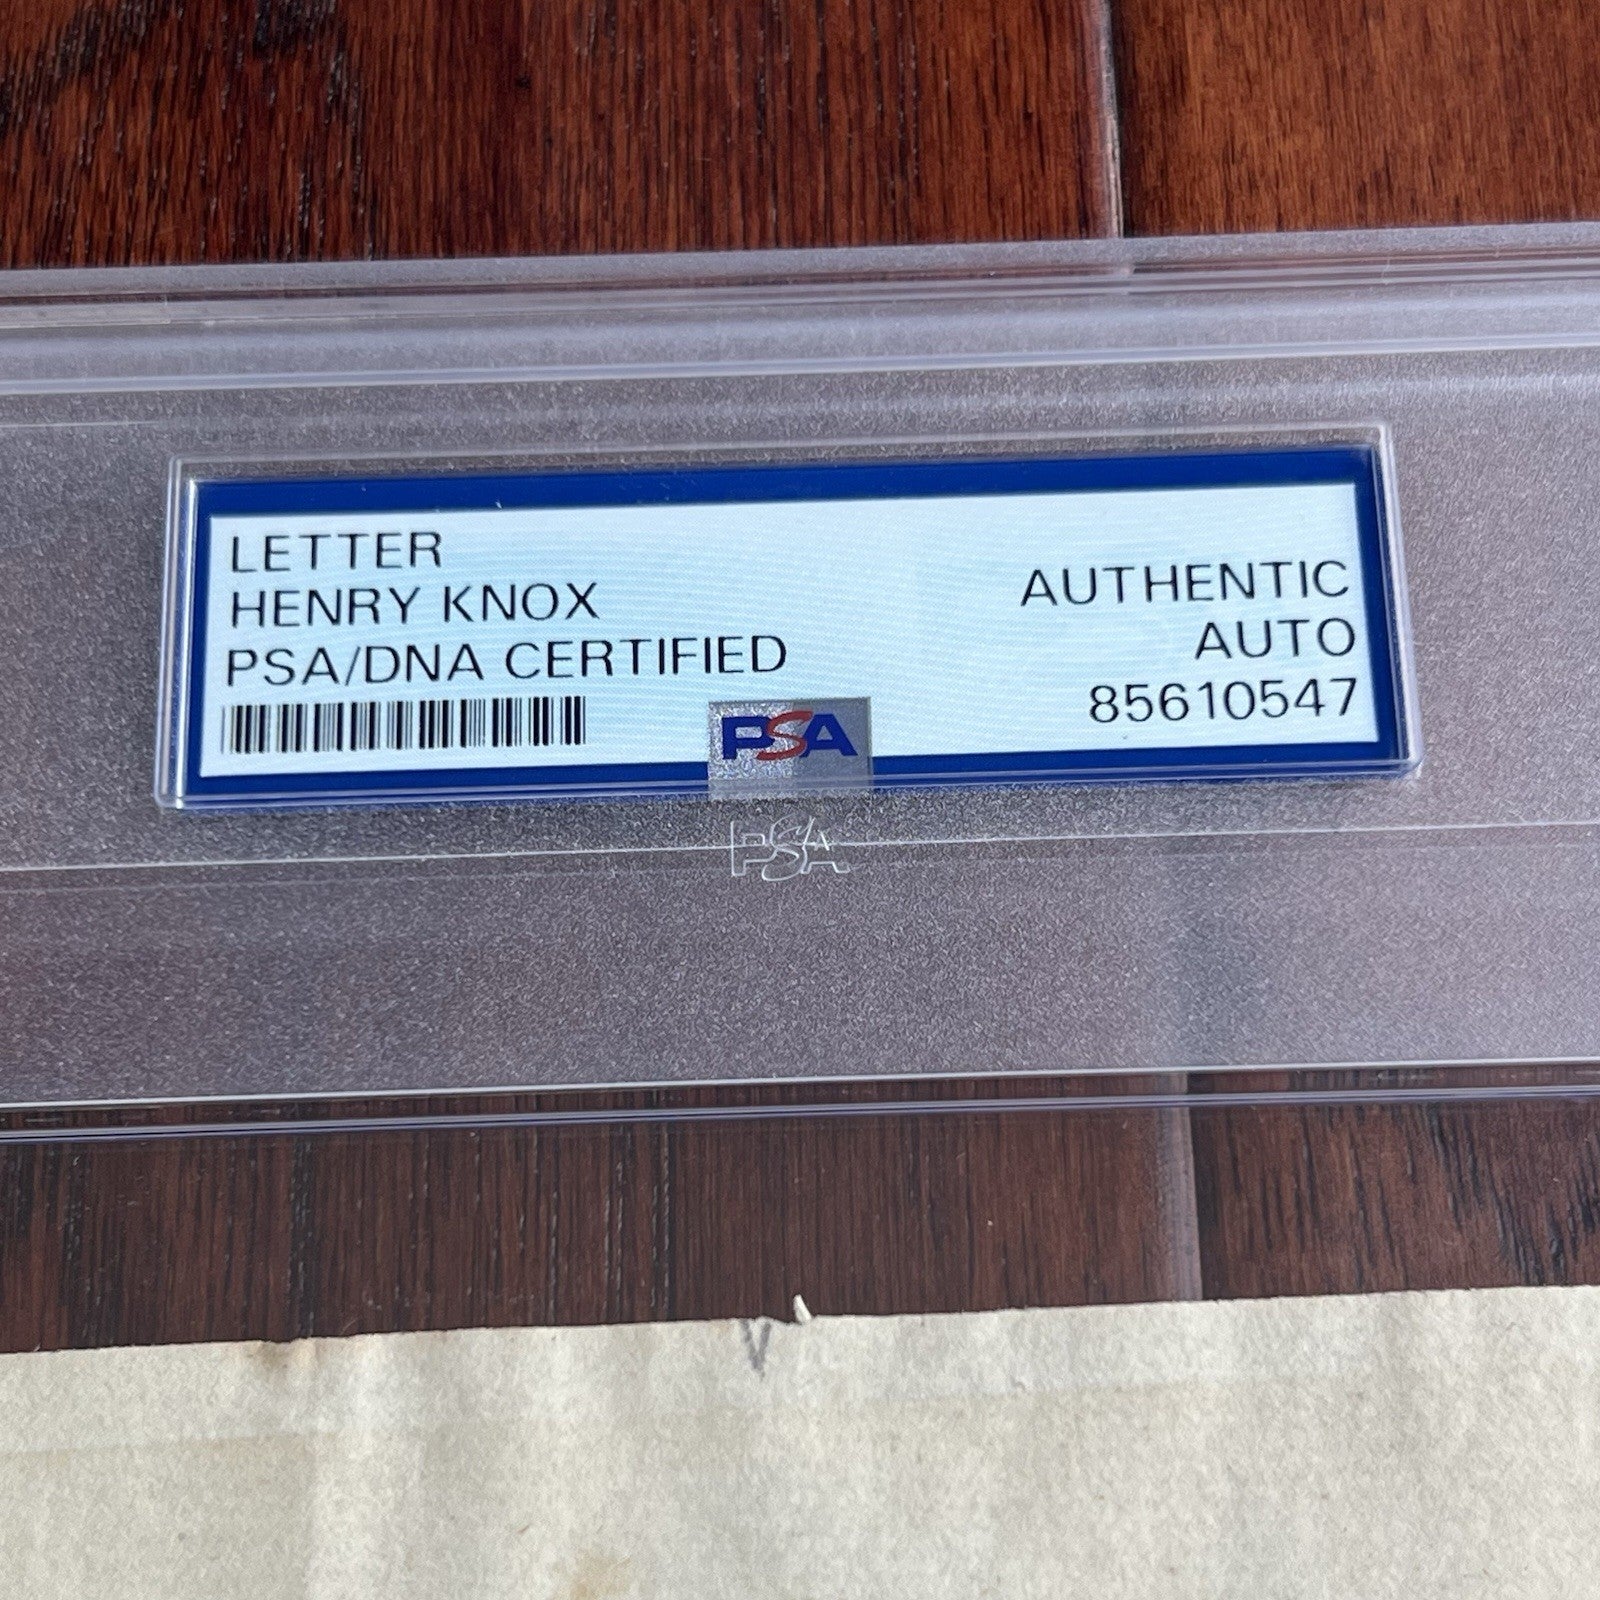 LETTER
HENRY KNOX
PSA/DNA CERTIFIED
AUTHENTIC
AUTO
85610547
PSA
PSA